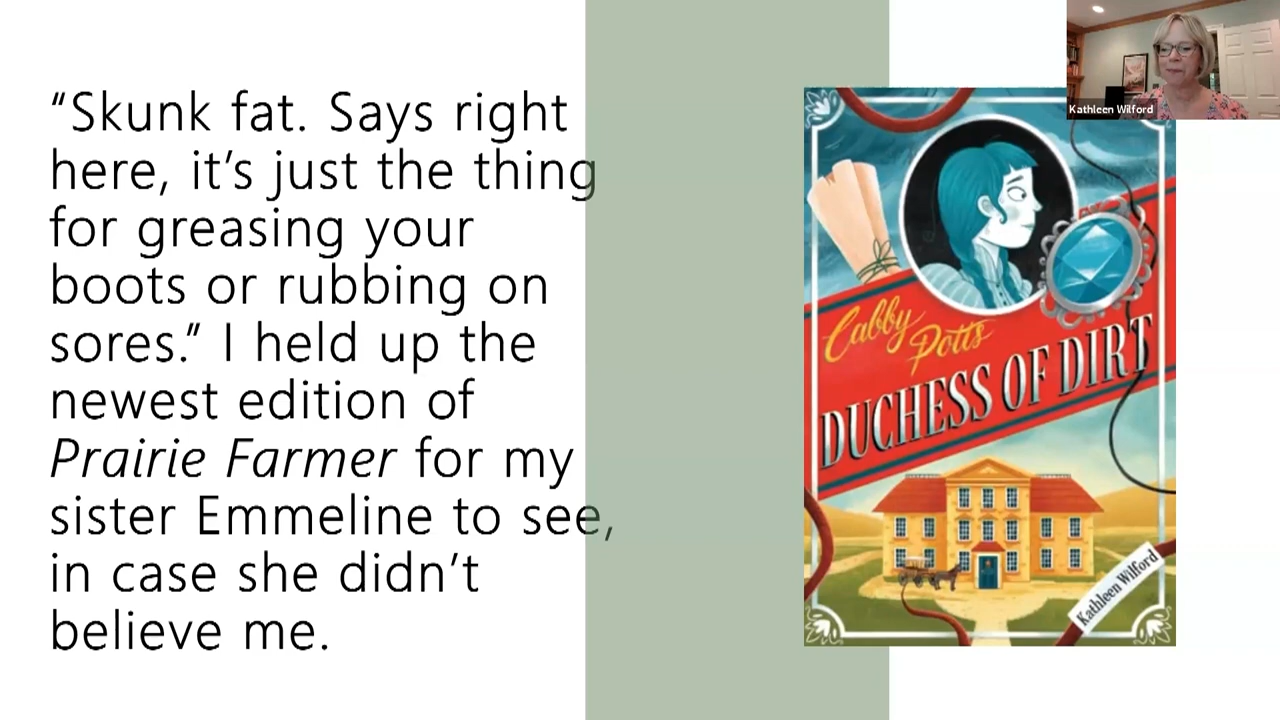 “Skunk fat. Says right
here, it’s just the thing
for greasing your
boots or rubbing on
sores.” I held up the
newest edition of
Prairie Farmer for my
sister Emmeline to see,
in case she didn’t
believe me.
Kathleen Wilford
Cabby
Potts
DUCHESS OF DIRT
Kathleen Wilford